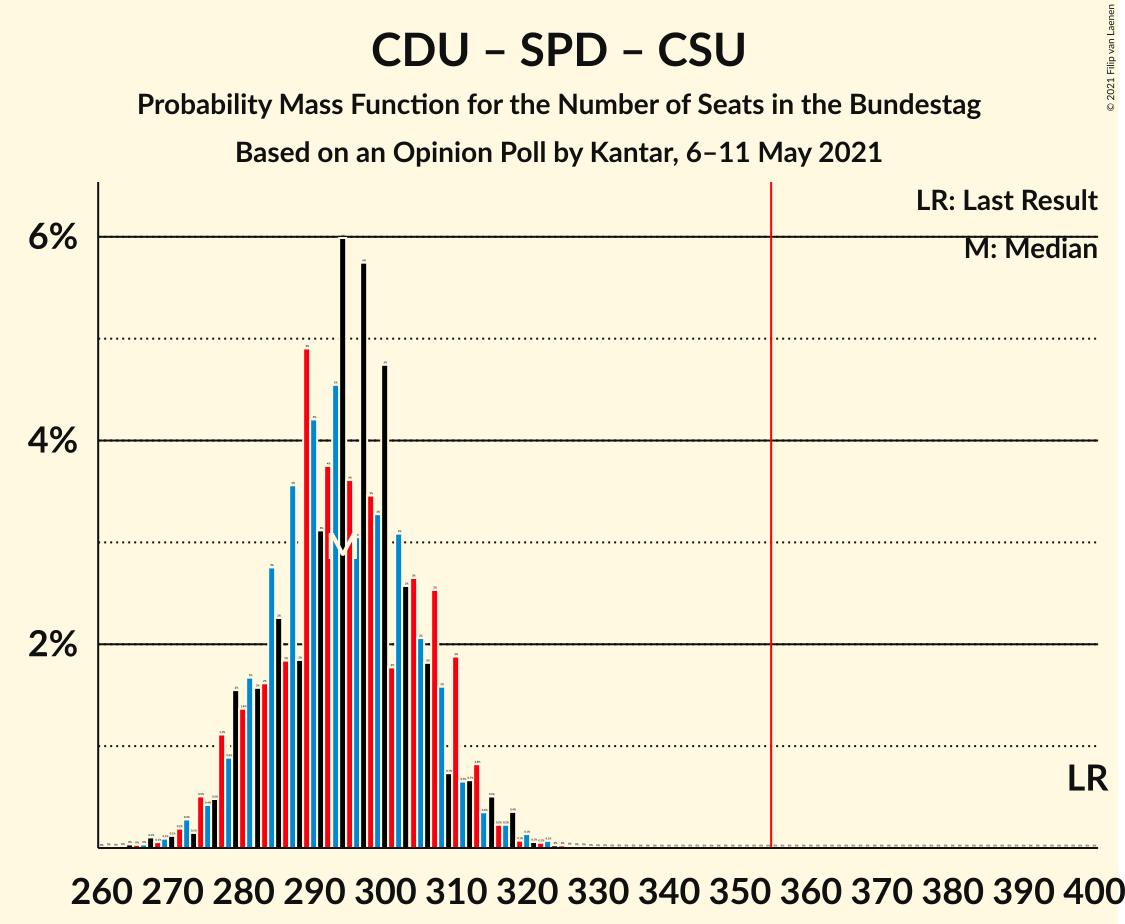 CDU – SPD – CSU
Probability Mass Function for the Number of Seats in the Bundestag
Based on an Opinion Poll by Kantar, 6–11 May 2021
© 2021 Filip van Laenen
LR: Last Result
M: Median
6%
4%
2%
M
LR
260 270 280 290 300 310 320 330 340 350 360 370 380 390 400